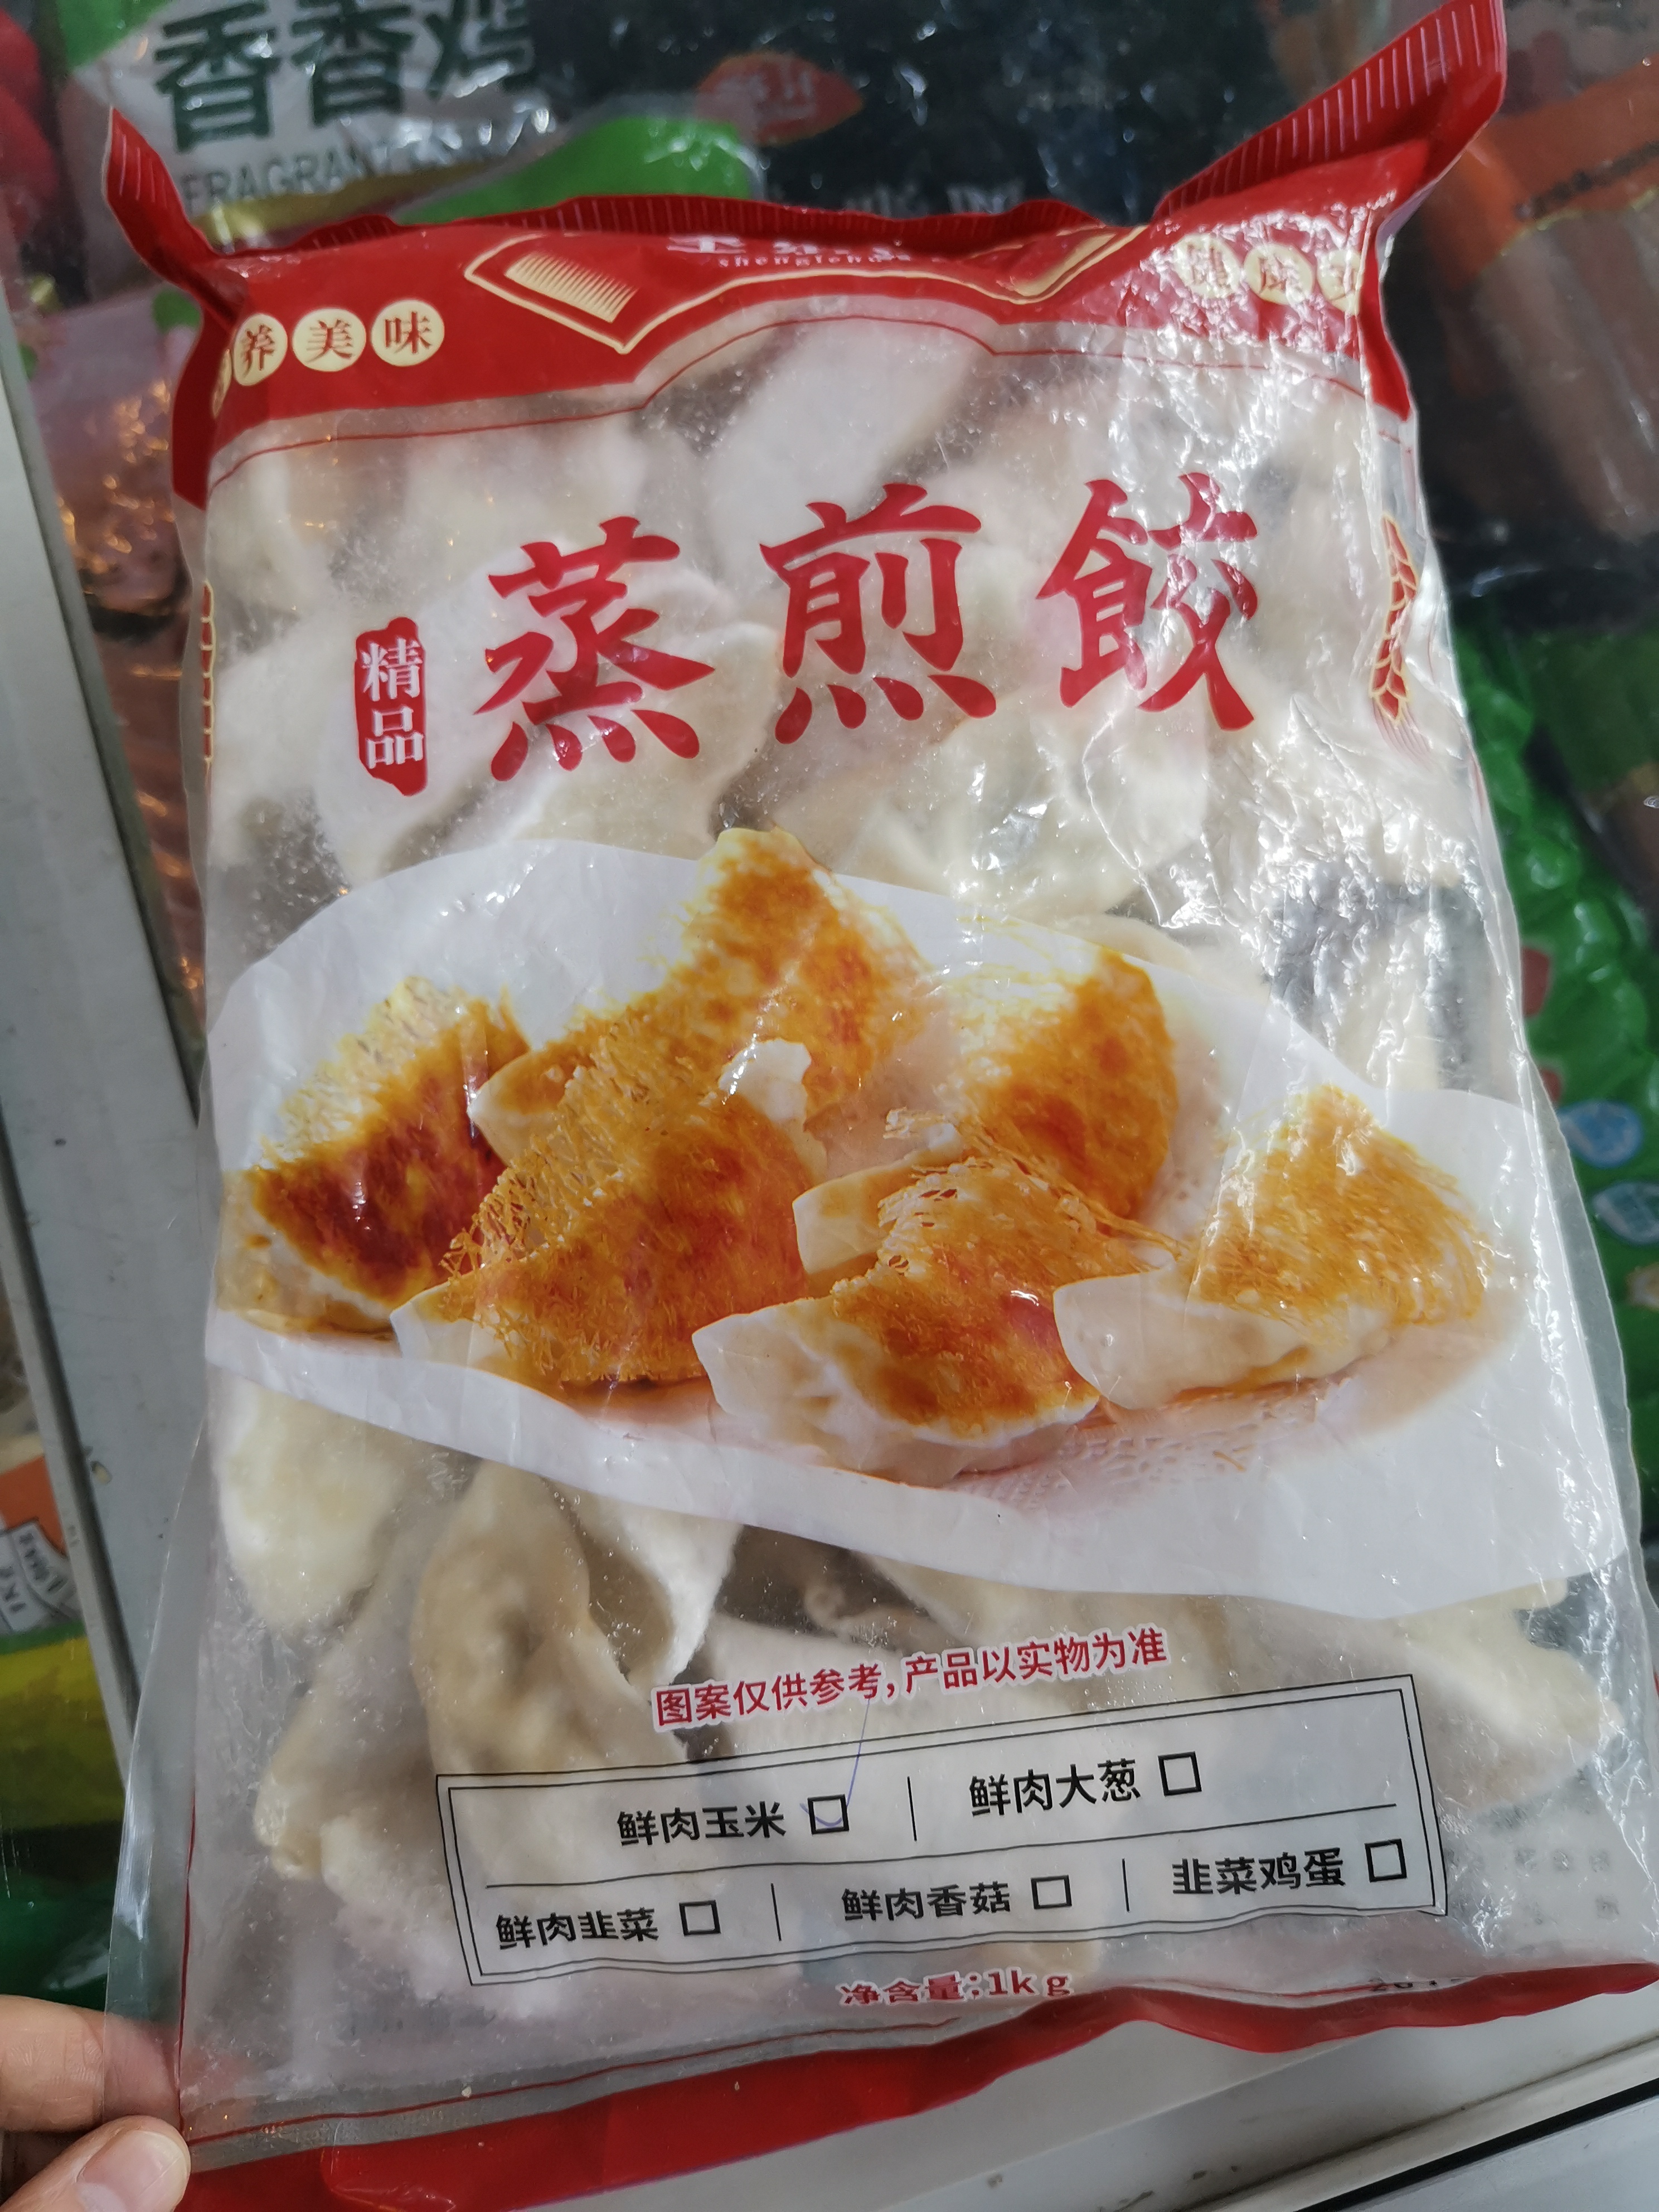 香香鸡
FRAGRANT
养美味
精品
蒸煎餃
图案仅供参考,产品以实物为准
鲜肉玉米 □
鲜肉大葱 □
鲜肉韭菜 □
鲜肉香菇 □
韭菜鸡蛋 □
净含量:1kg